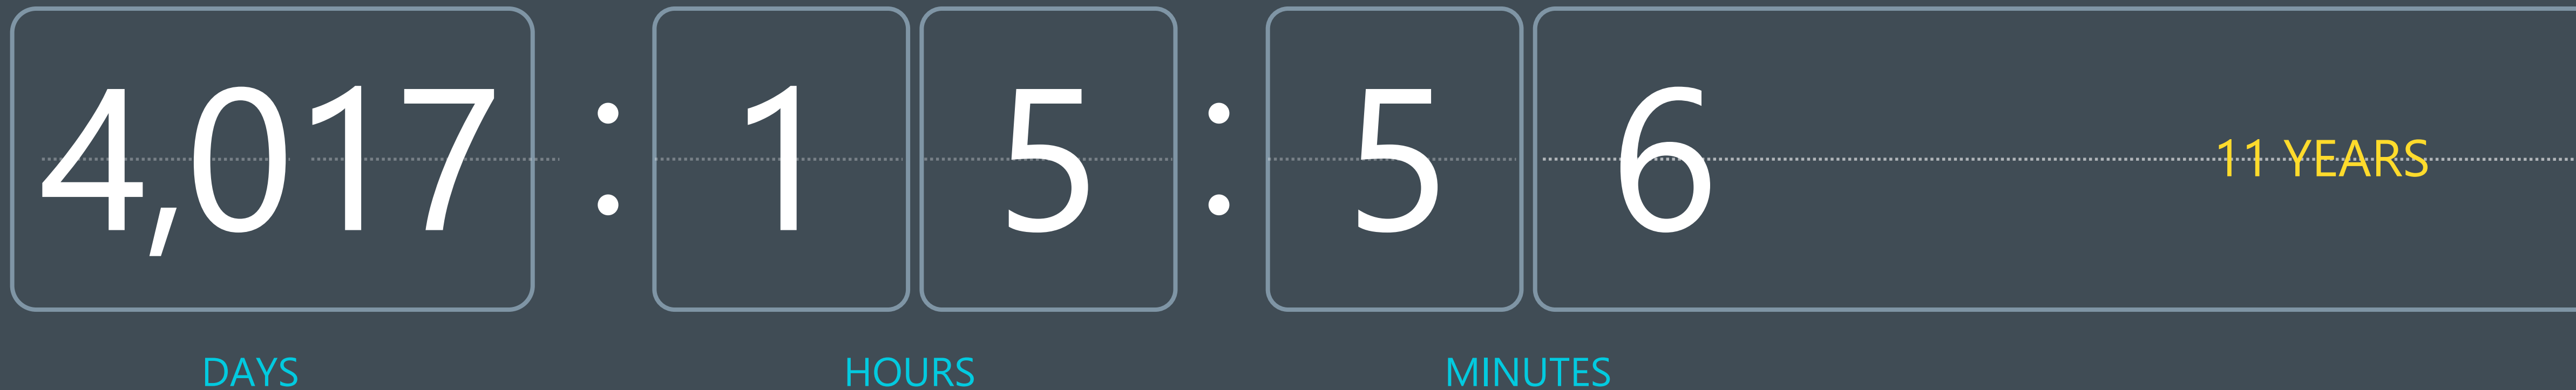 4,017 : 1 5 : 5 6
11 YEARS
DAYS HOURS MINUTES